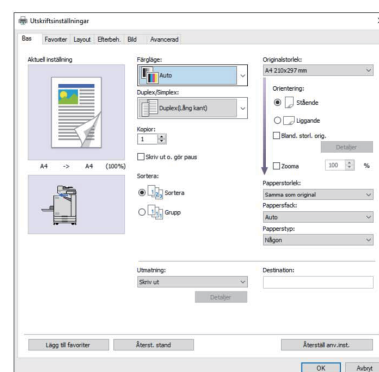 Utskriftsinställningar
Bas Favoriter Layout Efterbeh. Bild Avancerad
Aktuell inställning
A4 -> A4 (100%)
Färgläge:
Auto
Duplex/Simplex:
Duplex(Lång kant)
Kopior:
1
Skriv ut o. gör paus
Sortera:
Sortera
Grupp
Utmatning:
Skriv ut
Detaljer
Originalstorlek:
A4 210x297 mm
Orientering:
Stående
Liggande
Bland. storl. orig.
Detaljer
Zooma 100 %
Papperstorlek:
Samma som original
Pappersfack:
Auto
Papperstyp:
Någon
Destination:
Lägg till favoriter Återst. stand Återställ anv.inst.
OK Avbryt